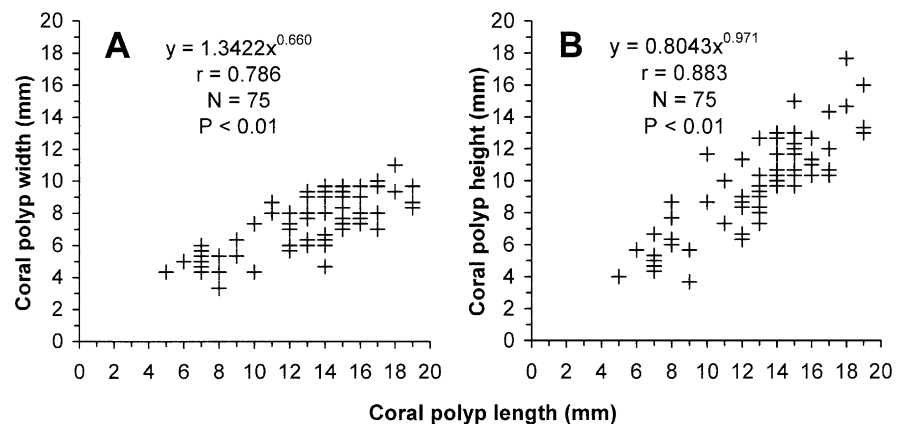 A
y = 1.3422x^0.660
r = 0.786
N = 75
P < 0.01
Coral polyp width (mm)
20
18
16
14
12
10
8
6
4
2
0
0 2 4 6 8 10 12 14 16 18 20
B
y = 0.8043x^0.971
r = 0.883
N = 75
P < 0.01
Coral polyp height (mm)
20
18
16
14
12
10
8
6
4
2
0
0 2 4 6 8 10 12 14 16 18 20
Coral polyp length (mm)